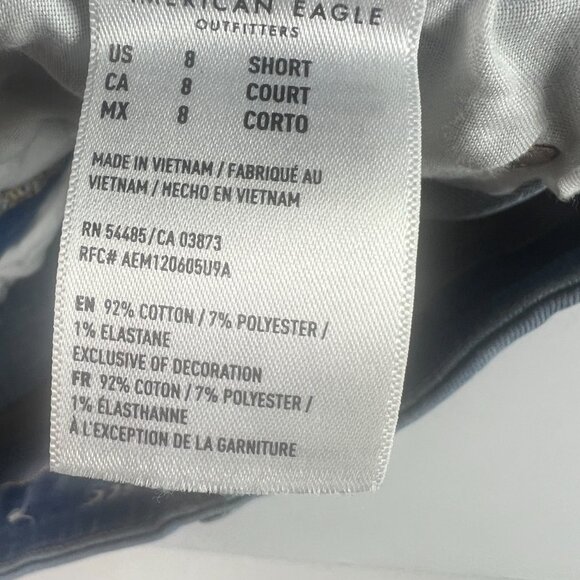 AMERICAN EAGLE
OUTFITTERS
US 8 SHORT
CA 8 COURT
MX 8 CORTO
MADE IN VIETNAM / FABRIQUÉ AU
VIETNAM / HECHO EN VIETNAM
RN 54485/CA 03873
RFC# AEM120605U9A
EN 92% COTTON / 7% POLYESTER /
1% ELASTANE
EXCLUSIVE OF DECORATION
FR 92% COTON / 7% POLYESTER /
1% ÉLASTHANNE
À L'EXCEPTION DE LA GARNITURE